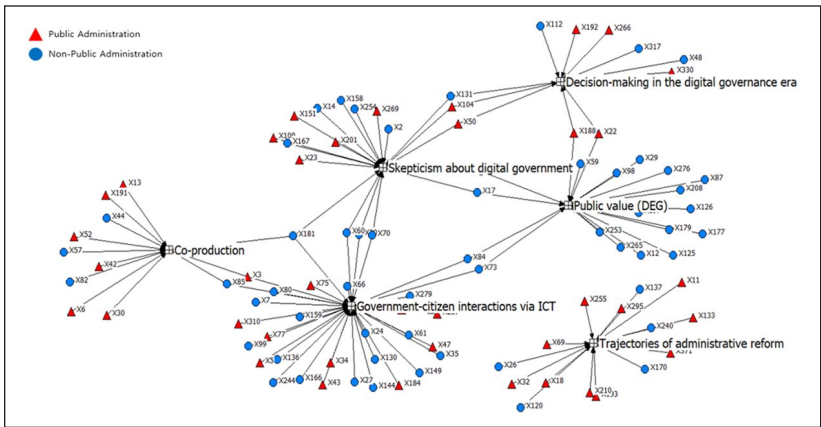 Public Administration
Non-Public Administration
X112
X192
X266
X317
X48
X330
Decision-making in the digital governance era
X131
X104
X50
X158
X14
X254
X269
X151
X2
X167
X201
X23
Skepticism about digital government
X188
X22
X59
X29
X98
X276
X87
X208
X17
Public value (DEG)
X126
X179
X177
X253
X265
X12
X125
X13
X191
X44
X52
X57
Co-production
X42
X82
X6
X30
X181
X60
X70
X84
X73
X3
X85
X80
X75
X66
X279
X7
Government-citizen interactions via ICT
X159
X310
X77
X24
X61
X99
X47
X35
X136
X34
X130
X149
X244
X166
X43
X27
X144
X184
X11
X137
X255
X295
X133
X240
X69
Trajectories of administrative reform
X26
X170
X32
X18
X210
X120